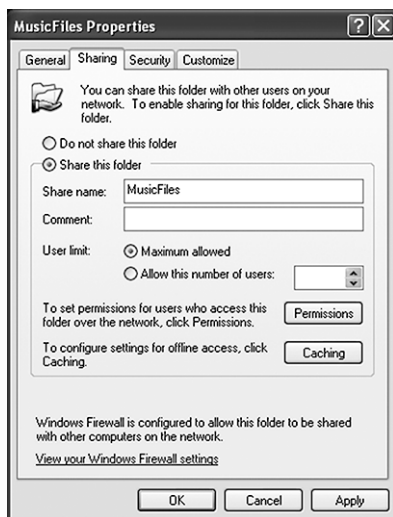 MusicFiles Properties
General Sharing Security Customize
You can share this folder with other users on your
network. To enable sharing for this folder, click Share this
folder.
Do not share this folder
Share this folder
Share name: MusicFiles
Comment:
User limit: Maximum allowed
Allow this number of users:
To set permissions for users who access this
folder over the network, click Permissions.
Permissions
To configure settings for offline access, click
Caching.
Caching
Windows Firewall is configured to allow this folder to be shared
with other computers on the network.
View your Windows Firewall settings
OK Cancel Apply